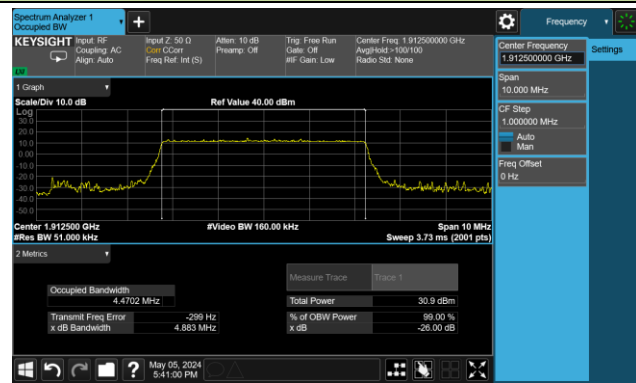 Spectrum Analyzer 1
Occupied BW
+
Frequency
KEYSIGHT
Input: RF
Coupling: AC
Align: Auto
Input Z: 50 Ω
Corr CCorr
Freq Ref: Int (S)
Atten: 10 dB
Preamp: Off
Trig: Free Run
Gate: Off
#IF Gain: Low
Center Freq: 1.912500000 GHz
Avg|Hold:>100/100
Radio Std: None
Center Frequency
1.912500000 GHz
Settings
Span
10.000 MHz
CF Step
1.000000 MHz
Auto
Man
Freq Offset
0 Hz
1 Graph
Scale/Div 10.0 dB
Ref Value 40.00 dBm
Log
30.0
20.0
10.0
0.00
-10.0
-20.0
-30.0
-40.0
-50.0
Center 1.912500 GHz
#Video BW 160.00 kHz
Span 10 MHz
#Res BW 51.000 kHz
Sweep 3.73 ms (2001 pts)
2 Metrics
Measure Trace
Trace 1
Occupied Bandwidth
4.4702 MHz
Total Power
30.9 dBm
Transmit Freq Error
-299 Hz
% of OBW Power
99.00 %
x dB Bandwidth
4.883 MHz
x dB
-26.00 dB
?
May 05, 2024
5:41:00 PM